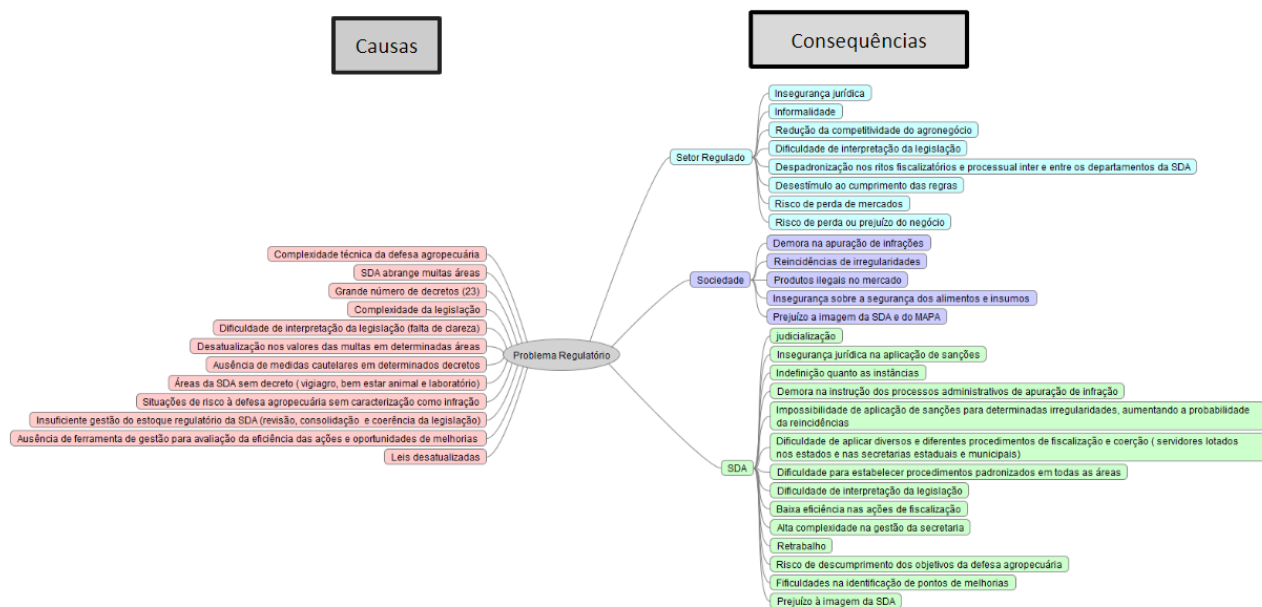 Causas
Consequências
Complexidade técnica da defesa agropecuária
SDA abrange muitas áreas
Grande número de decretos (23)
Complexidade da legislação
Dificuldade de interpretação da legislação (falta de clareza)
Desatualização nos valores das multas em determinadas áreas
Ausência de medidas cautelares em determinados decretos
Áreas da SDA sem decreto ( vigiagro, bem estar animal e laboratório)
Situações de risco à defesa agropecuária sem caracterização como infração
Insuficiente gestão do estoque regulatório da SDA (revisão, consolidação e coerência da legislação)
Ausência de ferramenta de gestão para avaliação da eficiência das ações e oportunidades de melhorias
Leis desatualizadas
Problema Regulatório
Setor Regulado
Insegurança jurídica
Informalidade
Redução da competitividade do agronegócio
Dificuldade de interpretação da legislação
Despadronização nos ritos fiscalizatórios e processual inter e entre os departamentos da SDA
Desestímulo ao cumprimento das regras
Risco de perda de mercados
Risco de perda ou prejuízo do negócio
Sociedade
Demora na apuração de infrações
Reincidências de irregularidades
Produtos ilegais no mercado
Insegurança sobre a segurança dos alimentos e insumos
Prejuízo a imagem da SDA e do MAPA
SDA
judicialização
Insegurança jurídica na aplicação de sanções
Indefinição quanto as instâncias
Demora na instrução dos processos administrativos de apuração de infração
Impossibilidade de aplicação de sanções para determinadas irregularidades, aumentando a probabilidade
da reincidências
Dificuldade de aplicar diversos e diferentes procedimentos de fiscalização e coerção ( servidores lotados
nos estados e nas secretarias estaduais e municipais)
Dificuldade para estabelecer procedimentos padronizados em todas as áreas
Dificuldade de interpretação da legislação
Baixa eficiência nas ações de fiscalização
Alta complexidade na gestão da secretaria
Retrabalho
Risco de descumprimento dos objetivos da defesa agropecuária
Fificuldades na identificação de pontos de melhorias
Prejuízo à imagem da SDA